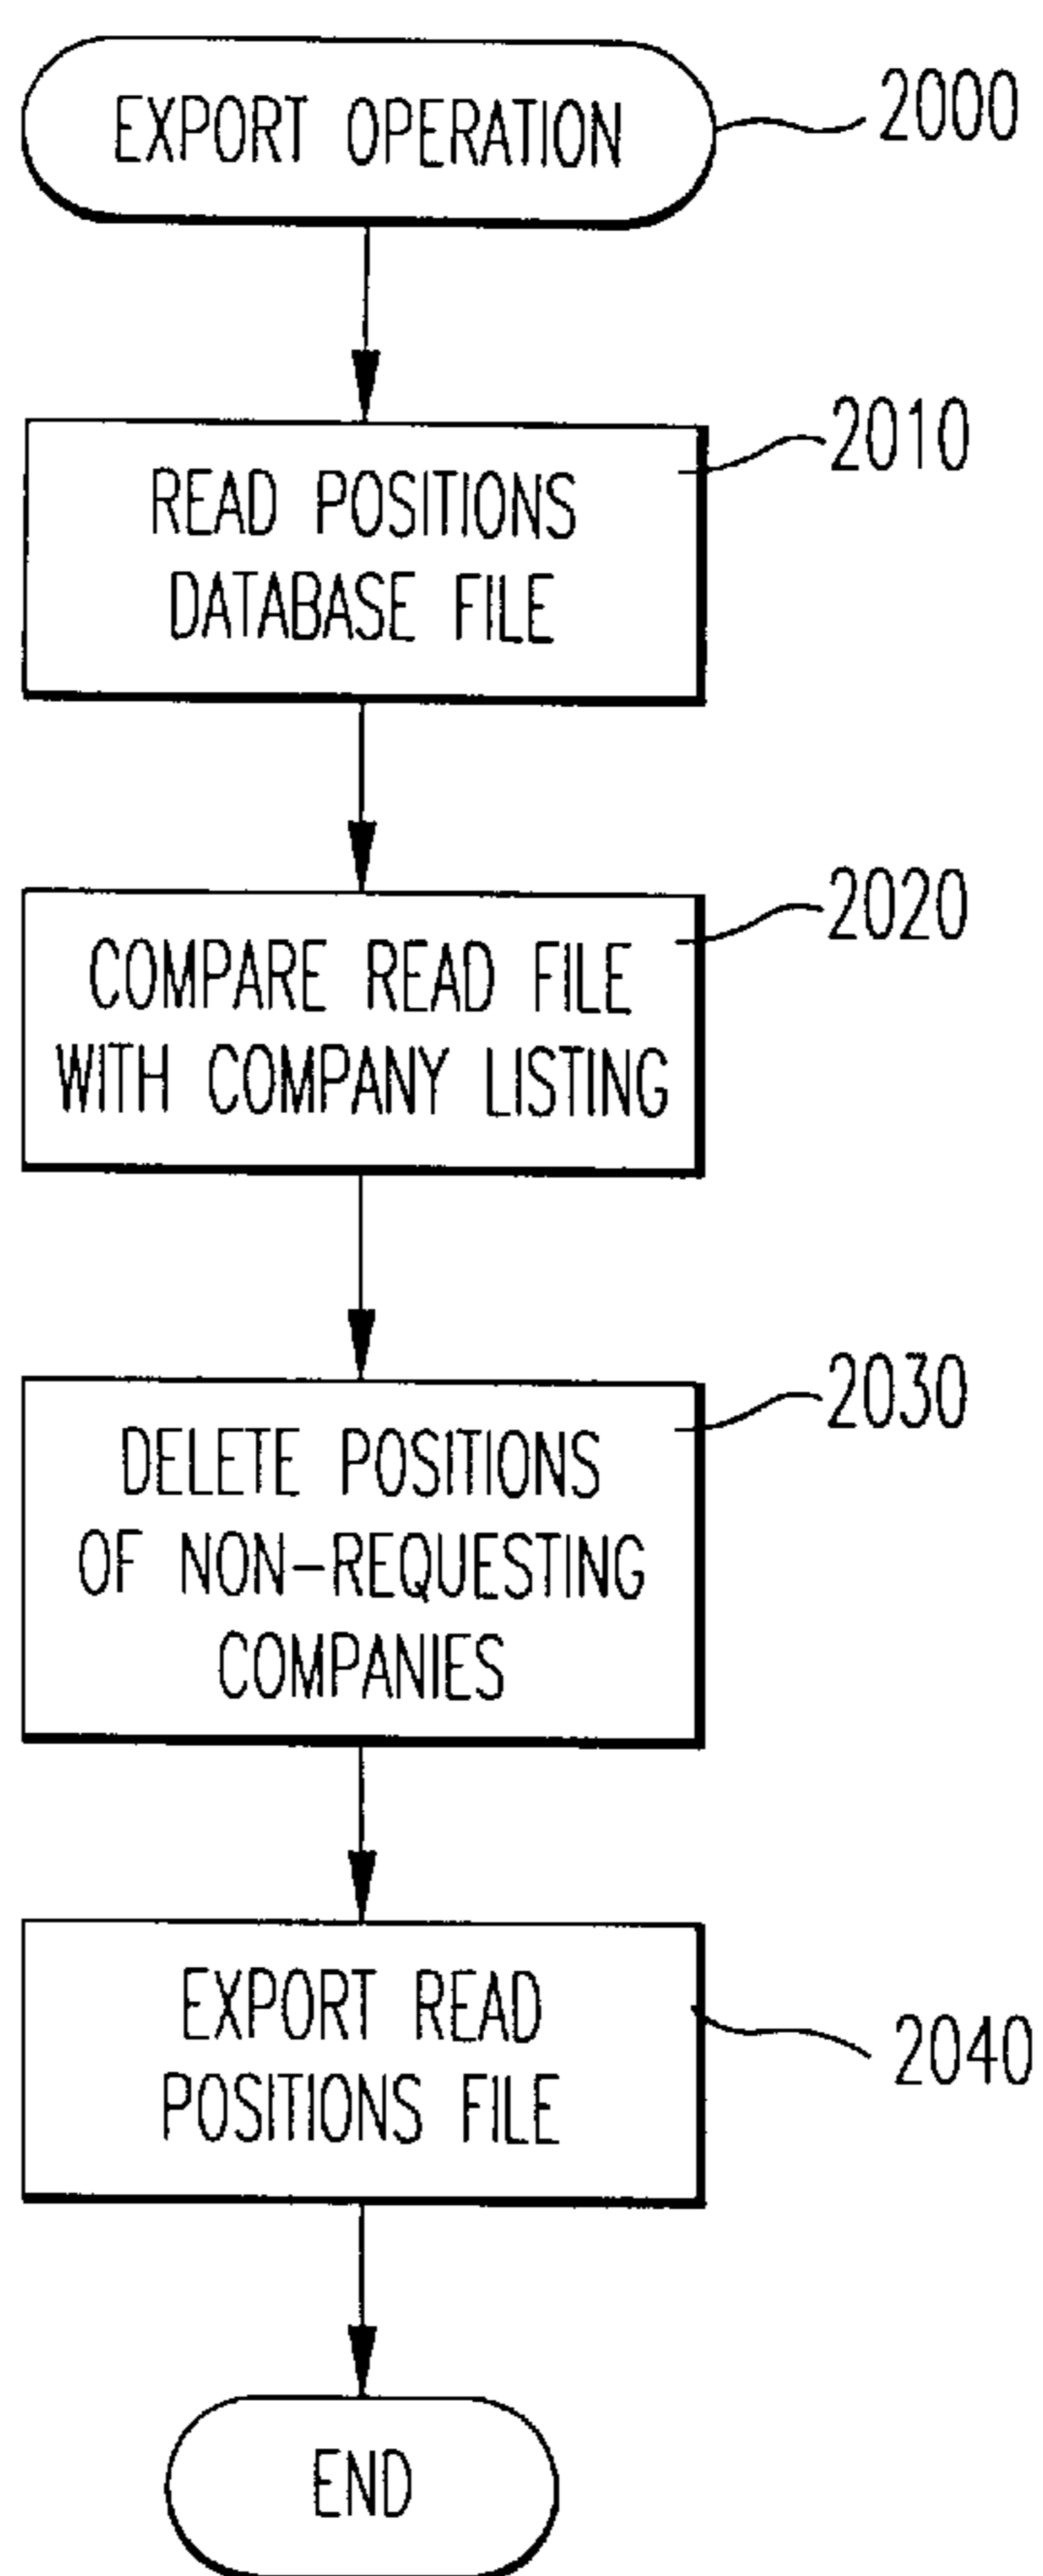 EXPORT OPERATION
2000
READ POSITIONS
DATABASE FILE
2010
COMPARE READ FILE
WITH COMPANY LISTING
2020
DELETE POSITIONS
OF NON-REQUESTING
COMPANIES
2030
EXPORT READ
POSITIONS FILE
2040
END